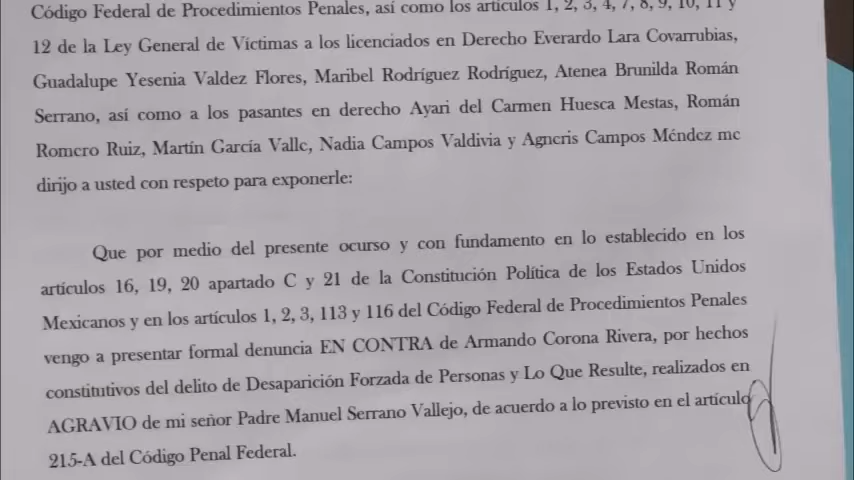 Código Federal de Procedimientos Penales, así como los artículos 1, 2, 3, 4, 7, 8, 9, 10, 11 y
12 de la Ley General de Víctimas a los licenciados en Derecho Everardo Lara Covarrubias,
Guadalupe Yesenia Valdez Flores, Maribel Rodríguez Rodríguez, Atenea Brunilda Román
Serrano, así como a los pasantes en derecho Ayari del Carmen Huesca Mestas, Román
Romero Ruiz, Martín García Valle, Nadia Campos Valdivia y Agneris Campos Méndez me
dirijo a usted con respeto para exponerle:
Que por medio del presente ocurso y con fundamento en lo establecido en los
artículos 16, 19, 20 apartado C y 21 de la Constitución Política de los Estados Unidos
Mexicanos y en los artículos 1, 2, 3, 113 y 116 del Código Federal de Procedimientos Penales
vengo a presentar formal denuncia EN CONTRA de Armando Corona Rivera, por hechos
constitutivos del delito de Desaparición Forzada de Personas y Lo Que Resulte, realizados en
AGRAVIO de mi señor Padre Manuel Serrano Vallejo, de acuerdo a lo previsto en el artículo
215-A del Código Penal Federal.